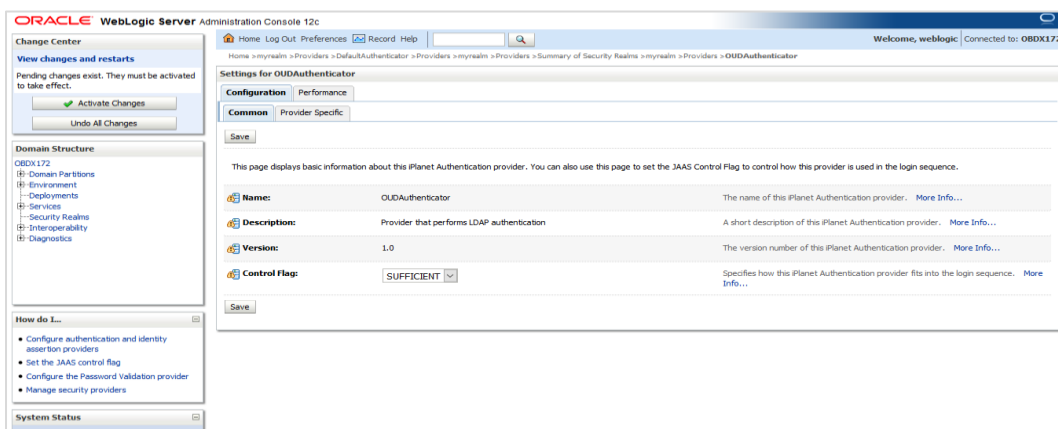 ORACLE WebLogic Server Administration Console 12c
Change Center
View changes and restarts
Pending changes exist. They must be activated
to take effect.
Activate Changes
Undo All Changes
Domain Structure
OBDX172
Domain Partitions
Environment
Deployments
Services
Security Realms
Interoperability
Diagnostics
How do I...
Configure authentication and identity
assertion providers
Set the JAAS control flag
Configure the Password Validation provider
Manage security providers
System Status
Home Log Out Preferences Record Help
Welcome, weblogic Connected to: OBDX172
Home >myrealm >Providers >DefaultAuthenticator >Providers >myrealm >Providers >Summary of Security Realms >myrealm >Providers >OUDAuthenticator
Settings for OUDAuthenticator
Configuration Performance
Common Provider Specific
Save
This page displays basic information about this iPlanet Authentication provider. You can also use this page to set the JAAS Control Flag to control how this provider is used in the login sequence.
Name: OUDAuthenticator The name of this iPlanet Authentication provider. More Info...
Description: Provider that performs LDAP authentication A short description of this iPlanet Authentication provider. More Info...
Version: 1.0 The version number of this iPlanet Authentication provider. More Info...
Control Flag: SUFFICIENT Specifies how this iPlanet Authentication provider fits into the login sequence. More
Info...
Save